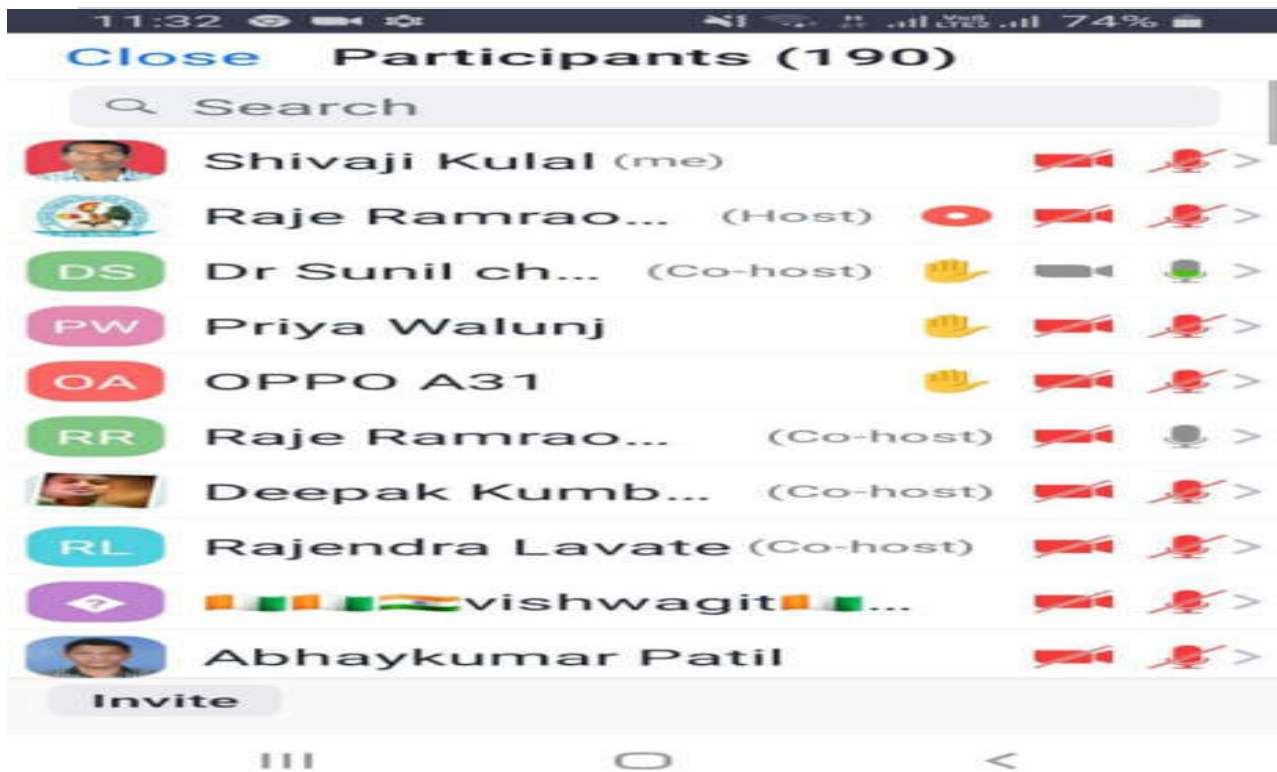 11:32 74%
Close Participants (190)
Search
Shivaji Kulal (me)
Raje Ramrao... (Host)
DS Dr Sunil ch... (Co-host)
PW Priya Walunj
OA OPPO A31
RR Raje Ramrao... (Co-host)
Deepak Kumb... (Co-host)
RL Rajendra Lavate (Co-host)
? 🇨🇮🇨🇮🇮🇳vishwagit🇨🇮...
Abhaykumar Patil
Invite